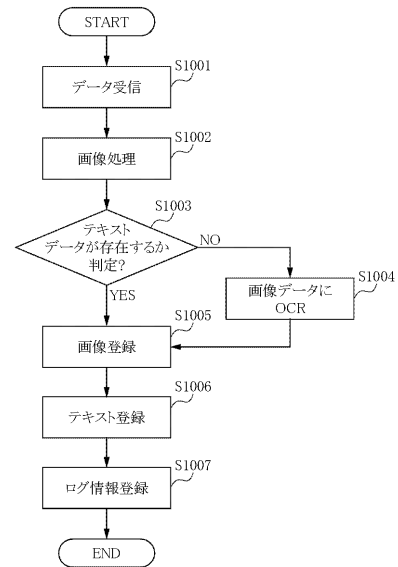 START
S1001
データ受信
S1002
画像処理
S1003
テキスト
データが存在するか
判定?
NO
YES
S1004
画像データに
OCR
S1005
画像登録
S1006
テキスト登録
S1007
ログ情報登録
END